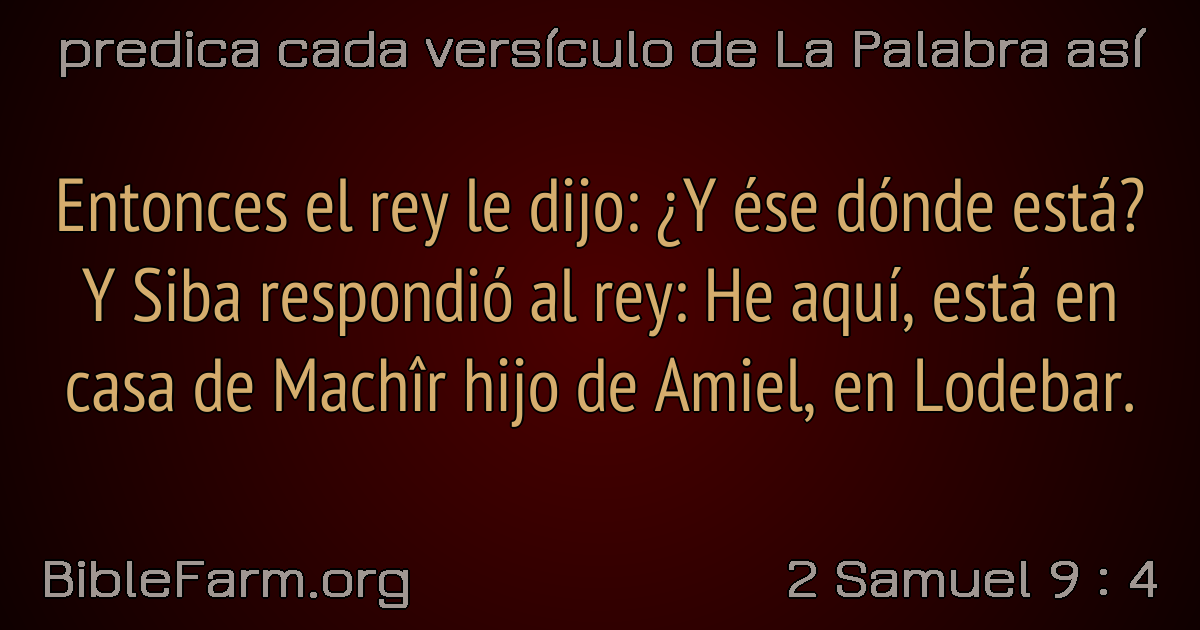 predica cada versículo de La Palabra así
Entonces el rey le dijo: ¿Y ése dónde está?
Y Siba respondió al rey: He aquí, está en
casa de Machîr hijo de Amiel, en Lodebar.
BibleFarm.org
2 Samuel 9 : 4